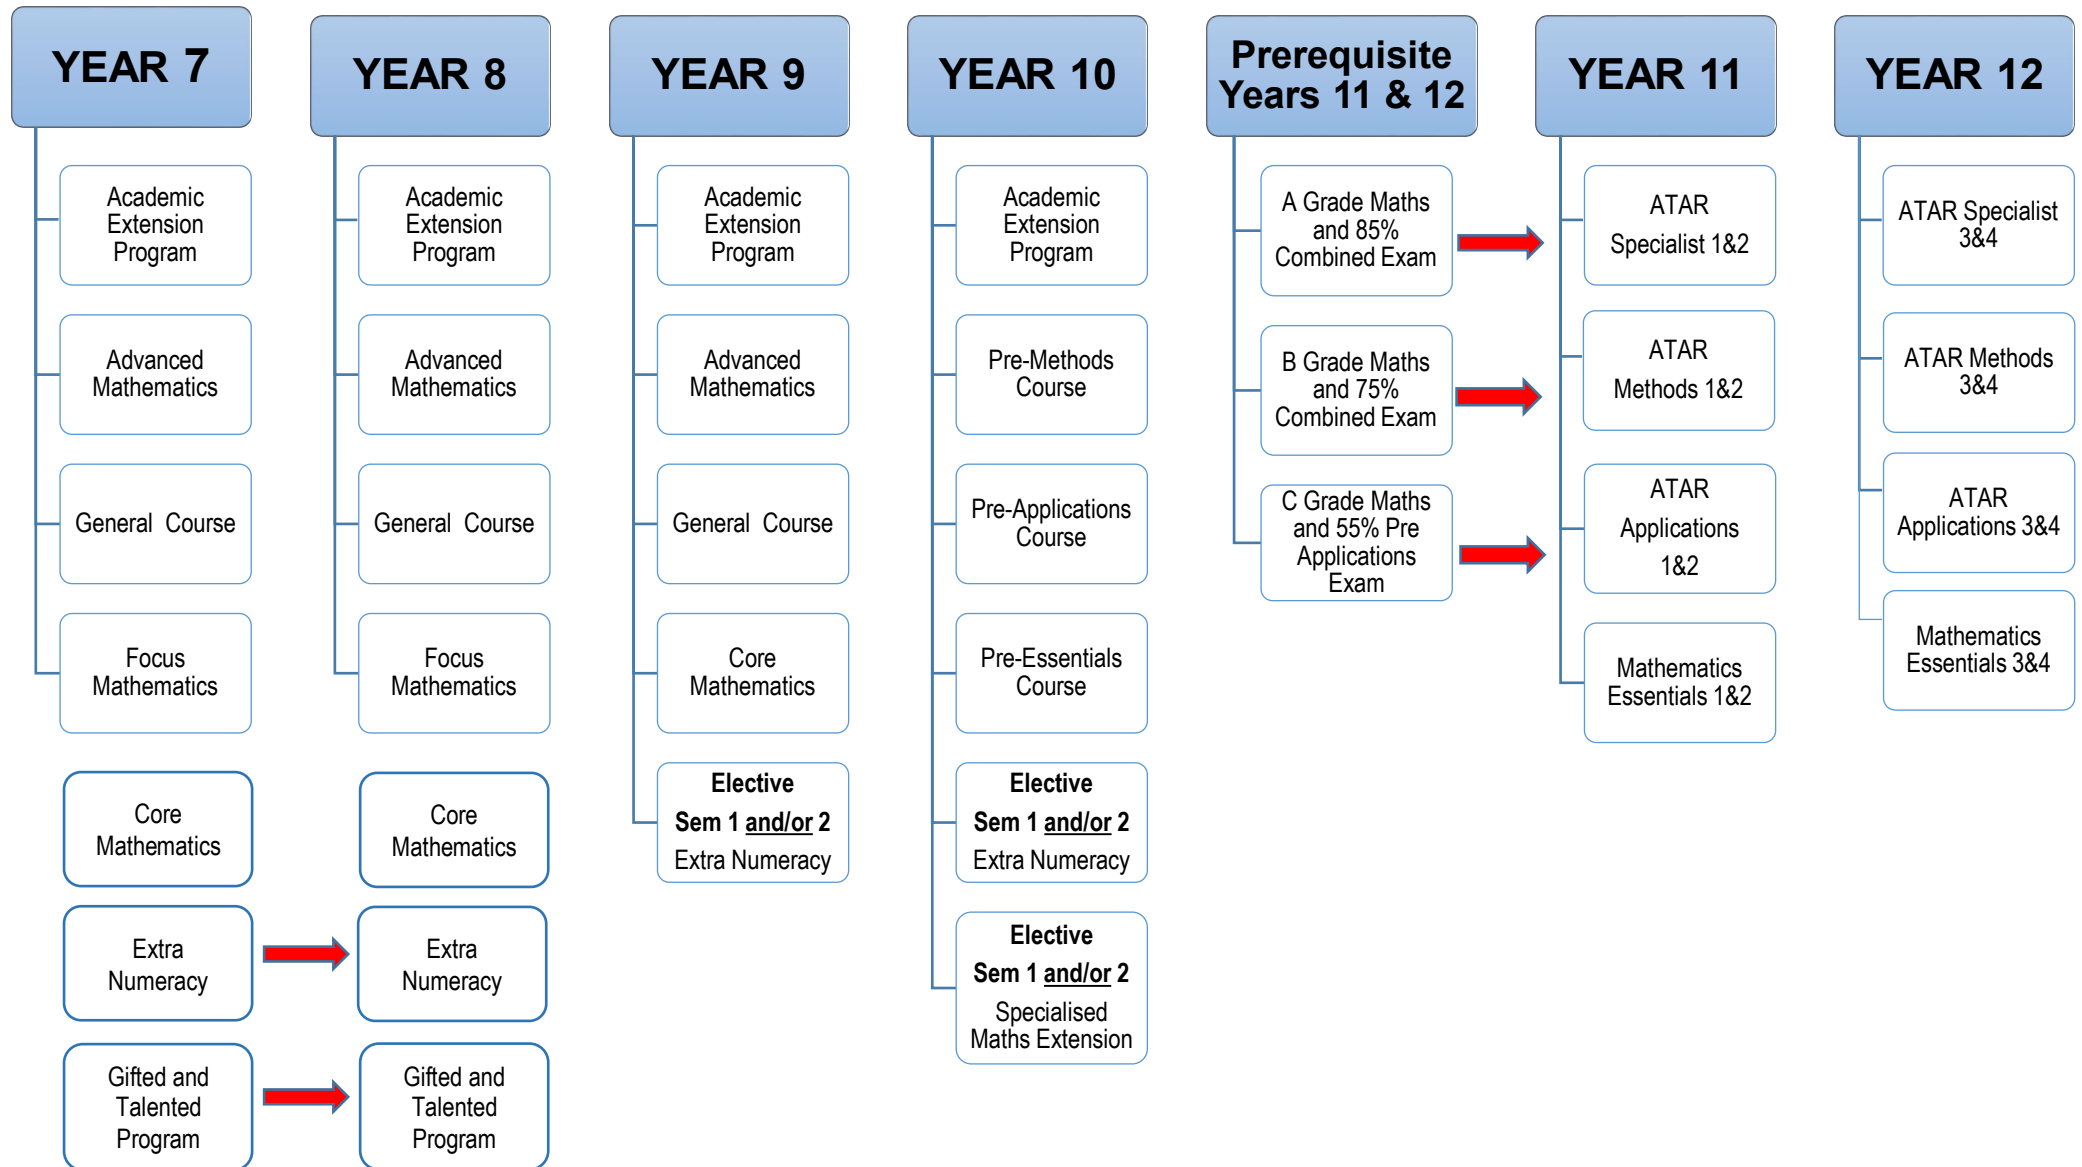 YEAR 7
Academic
Extension
Program
Advanced
Mathematics
General Course
Focus
Mathematics
Core
Mathematics
Extra
Numeracy
Gifted and
Talented
Program
YEAR 8
Academic
Extension
Program
Advanced
Mathematics
General Course
Focus
Mathematics
Core
Mathematics
Extra
Numeracy
Gifted and
Talented
Program
YEAR 9
Academic
Extension
Program
Advanced
Mathematics
General Course
Core
Mathematics
Elective
Sem 1 and/or 2
Extra Numeracy
YEAR 10
Academic
Extension
Program
Pre-Methods
Course
Pre-Applications
Course
Pre-Essentials
Course
Elective
Sem 1 and/or 2
Extra Numeracy
Elective
Sem 1 and/or 2
Specialised
Maths Extension
Prerequisite
Years 11 & 12
A Grade Maths
and 85%
Combined Exam
B Grade Maths
and 75%
Combined Exam
C Grade Maths
and 55% Pre
Applications
Exam
YEAR 11
ATAR
Specialist 1&2
ATAR
Methods 1&2
ATAR
Applications
1&2
Mathematics
Essentials 1&2
YEAR 12
ATAR Specialist
3&4
ATAR Methods
3&4
ATAR
Applications 3&4
Mathematics
Essentials 3&4